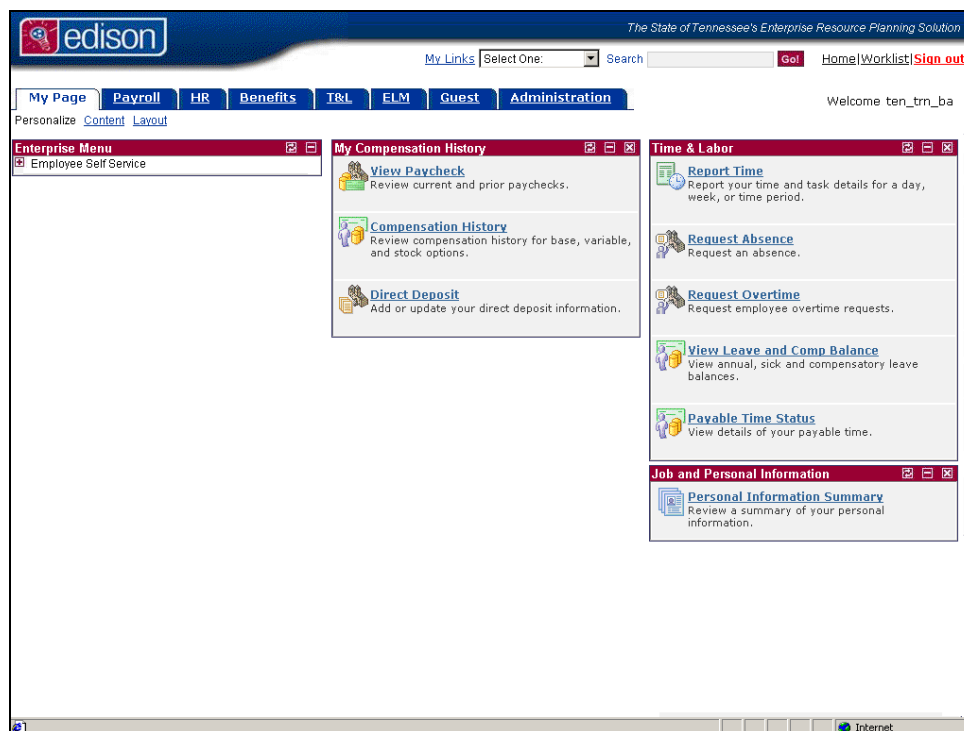 edison
The State of Tennessee's Enterprise Resource Planning Solution
My Links Select One: Search Go! Home|Worklist|Sign out
My Page Payroll HR Benefits T&L ELM Guest Administration
Welcome ten_trn_ba
Personalize Content Layout
Enterprise Menu
Employee Self Service
My Compensation History
View Paycheck
Review current and prior paychecks.
Compensation History
Review compensation history for base, variable,
and stock options.
Direct Deposit
Add or update your direct deposit information.
Time & Labor
Report Time
Report your time and task details for a day,
week, or time period.
Request Absence
Request an absence.
Request Overtime
Request employee overtime requests.
View Leave and Comp Balance
View annual, sick and compensatory leave
balances.
Payable Time Status
View details of your payable time.
Job and Personal Information
Personal Information Summary
Review a summary of your personal
information.
Internet